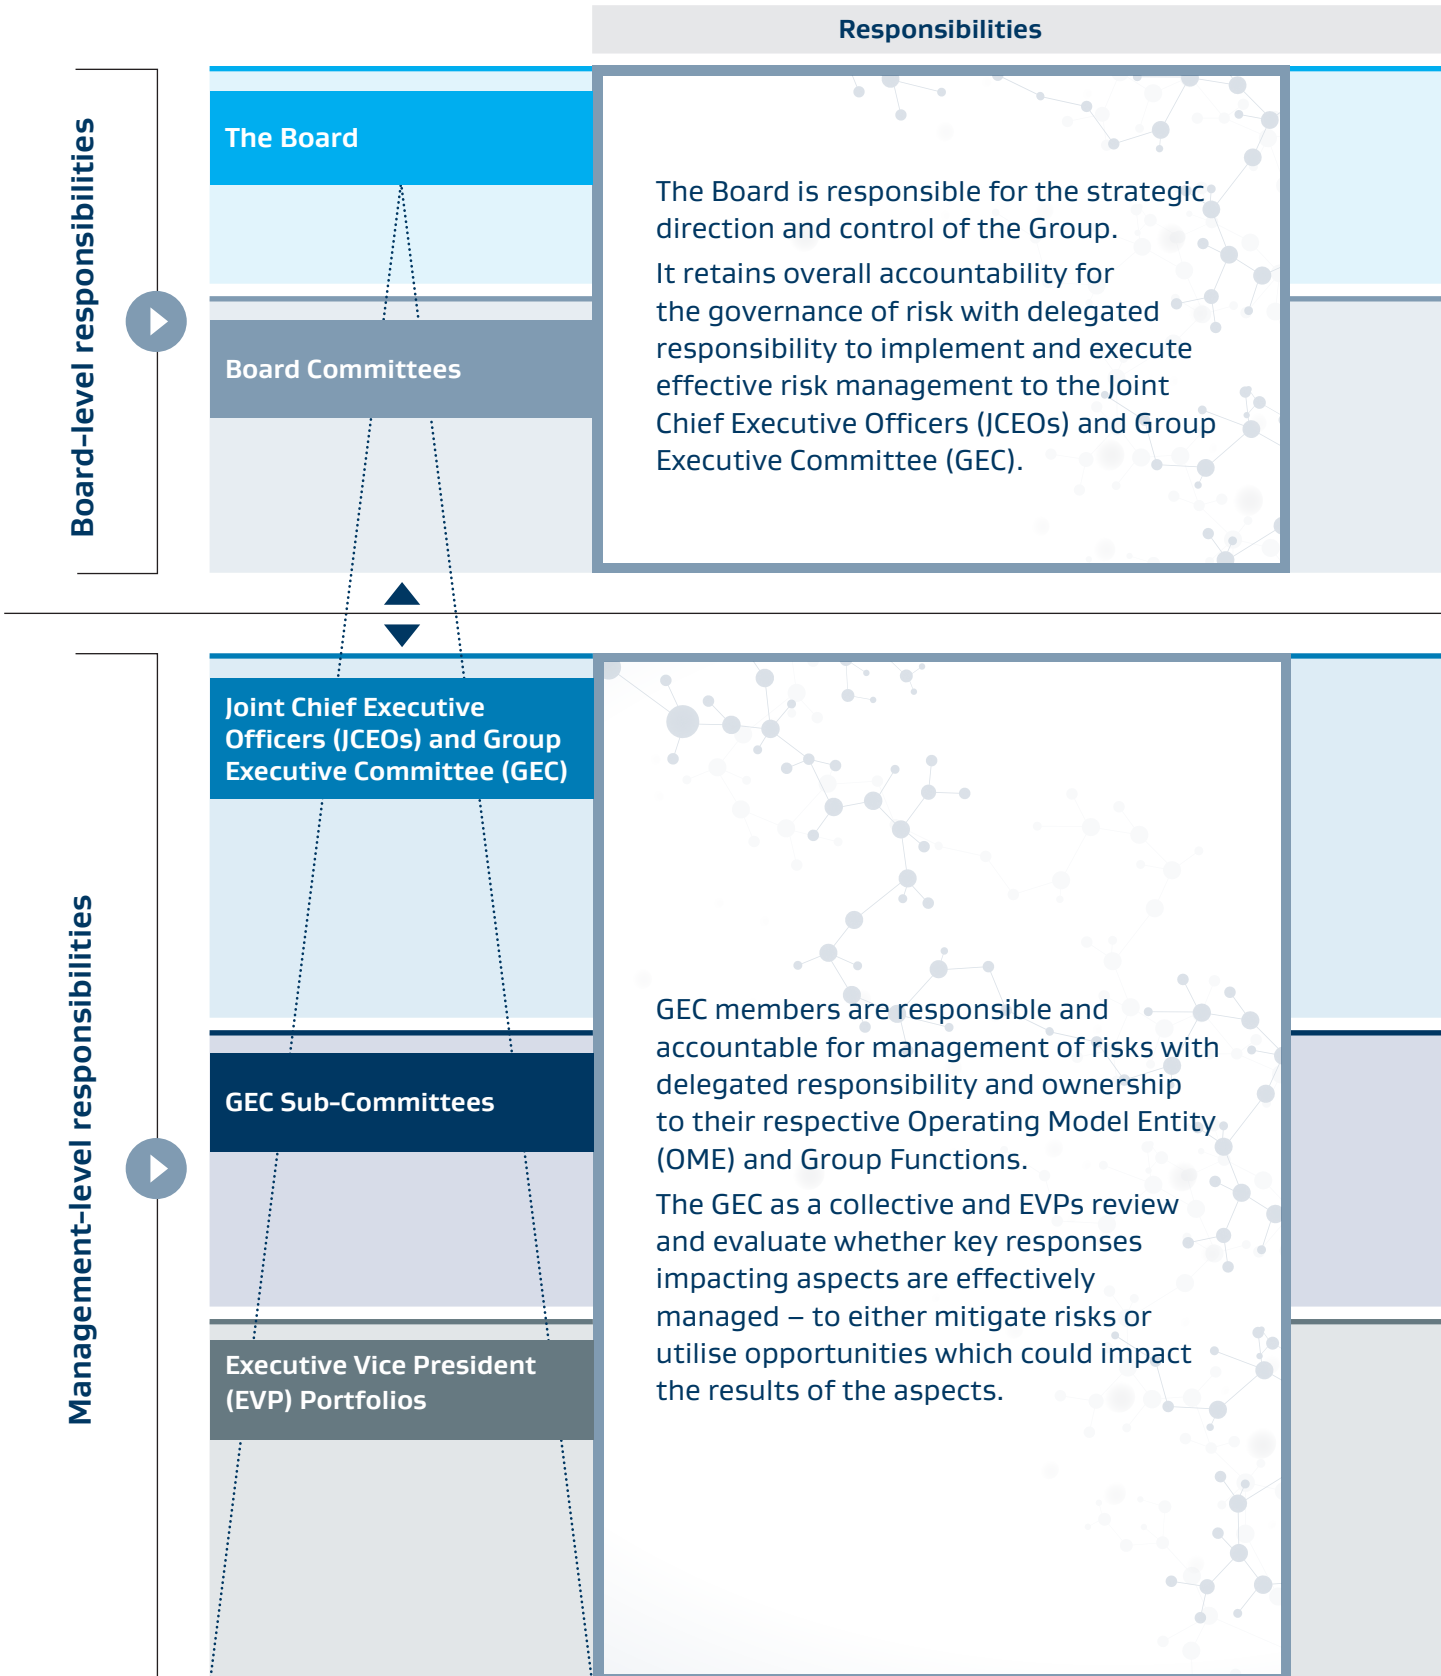 Responsibilities
Board-level responsibilities
The Board
Board Committees
The Board is responsible for the strategic
direction and control of the Group.
It retains overall accountability for
the governance of risk with delegated
responsibility to implement and execute
effective risk management to the Joint
Chief Executive Officers (JCEOs) and Group
Executive Committee (GEC).
Management-level responsibilities
Joint Chief Executive
Officers (JCEOs) and Group
Executive Committee (GEC)
GEC Sub-Committees
Executive Vice President
(EVP) Portfolios
GEC members are responsible and
accountable for management of risks with
delegated responsibility and ownership
to their respective Operating Model Entity
(OME) and Group Functions.
The GEC as a collective and EVPs review
and evaluate whether key responses
impacting aspects are effectively
managed – to either mitigate risks or
utilise opportunities which could impact
the results of the aspects.